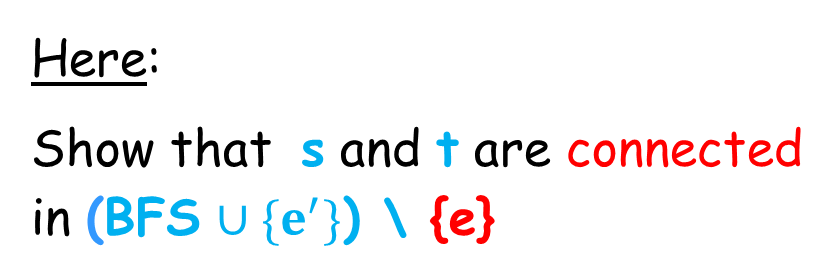 Here:
Show that s and t are connected
in (BFS ∪ {e′}) \ {e}